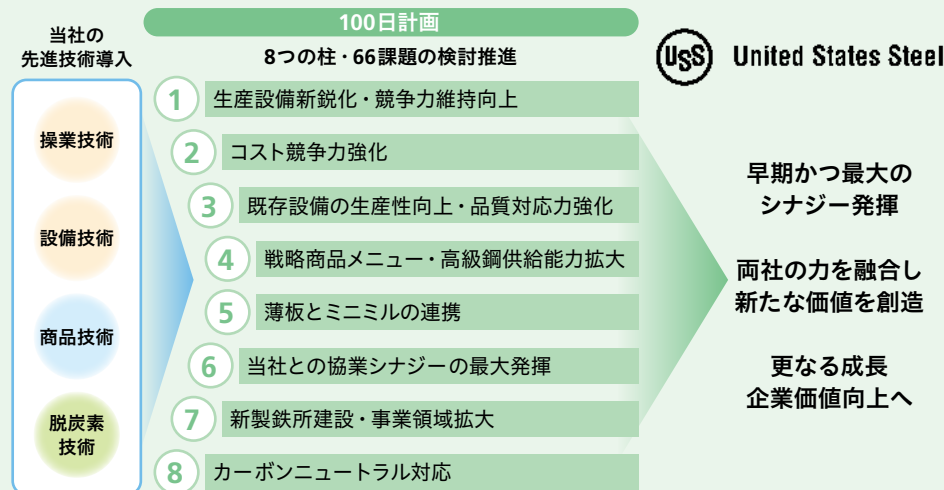 当社の
先進技術導入
操業技術
設備技術
商品技術
脱炭素
技術
100日計画
8つの柱・66課題の検討推進
1 生産設備新鋭化・競争力維持向上
2 コスト競争力強化
3 既存設備の生産性向上・品質対応力強化
4 戦略商品メニュー・高級鋼供給能力拡大
5 薄板とミニミルの連携
6 当社との協業シナジーの最大発揮
7 新製鉄所建設・事業領域拡大
8 カーボンニュートラル対応
USS United States Steel
早期かつ最大の
シナジー発揮
両社の力を融合し
新たな価値を創造
更なる成長
企業価値向上へ